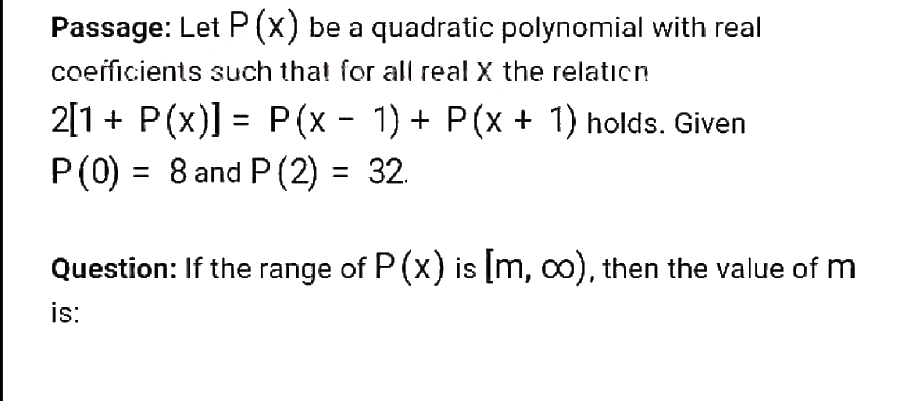 Passage: Let P(x) be a quadratic polynomial with real
coefficients such that for all real X the relation
2[1 + P(x)] = P(x − 1) + P(x + 1) holds. Given
P(0) = 8 and P(2) = 32.
Question: If the range of P(x) is [m, ∞), then the value of m
is: